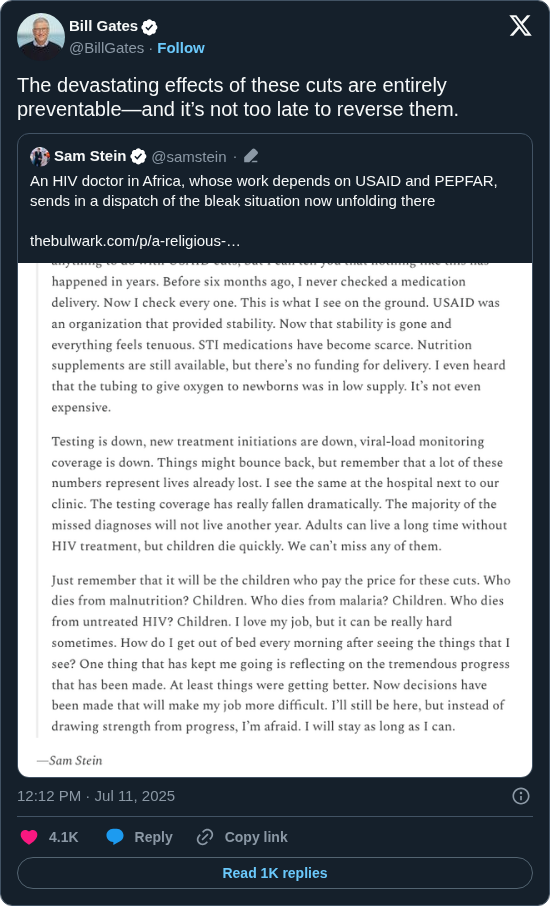 Bill Gates
@BillGates · Follow
The devastating effects of these cuts are entirely
preventable—and it’s not too late to reverse them.
Sam Stein @samstein ·
An HIV doctor in Africa, whose work depends on USAID and PEPFAR,
sends in a dispatch of the bleak situation now unfolding there
thebulwark.com/p/a-religious-…
anything to do with USAID cuts, but I can tell you that nothing like this has
happened in years. Before six months ago, I never checked a medication
delivery. Now I check every one. This is what I see on the ground. USAID was
an organization that provided stability. Now that stability is gone and
everything feels tenuous. STI medications have become scarce. Nutrition
supplements are still available, but there’s no funding for delivery. I even heard
that the tubing to give oxygen to newborns was in low supply. It’s not even
expensive.
Testing is down, new treatment initiations are down, viral-load monitoring
coverage is down. Things might bounce back, but remember that a lot of these
numbers represent lives already lost. I see the same at the hospital next to our
clinic. The testing coverage has really fallen dramatically. The majority of the
missed diagnoses will not live another year. Adults can live a long time without
HIV treatment, but children die quickly. We can’t miss any of them.
Just remember that it will be the children who pay the price for these cuts. Who
dies from malnutrition? Children. Who dies from malaria? Children. Who dies
from untreated HIV? Children. I love my job, but it can be really hard
sometimes. How do I get out of bed every morning after seeing the things that I
see? One thing that has kept me going is reflecting on the tremendous progress
that has been made. At least things were getting better. Now decisions have
been made that will make my job more difficult. I’ll still be here, but instead of
drawing strength from progress, I’m afraid. I will stay as long as I can.
—Sam Stein
12:12 PM · Jul 11, 2025
4.1K Reply Copy link
Read 1K replies